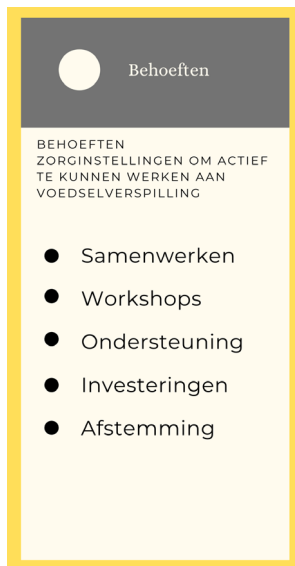 Behoeften
BEHOEFTEN
ZORGINSTELLINGEN OM ACTIEF
TE KUNNEN WERKEN AAN
VOEDSELVERSPILLING
Samenwerken
Workshops
Ondersteuning
Investeringen
Afstemming